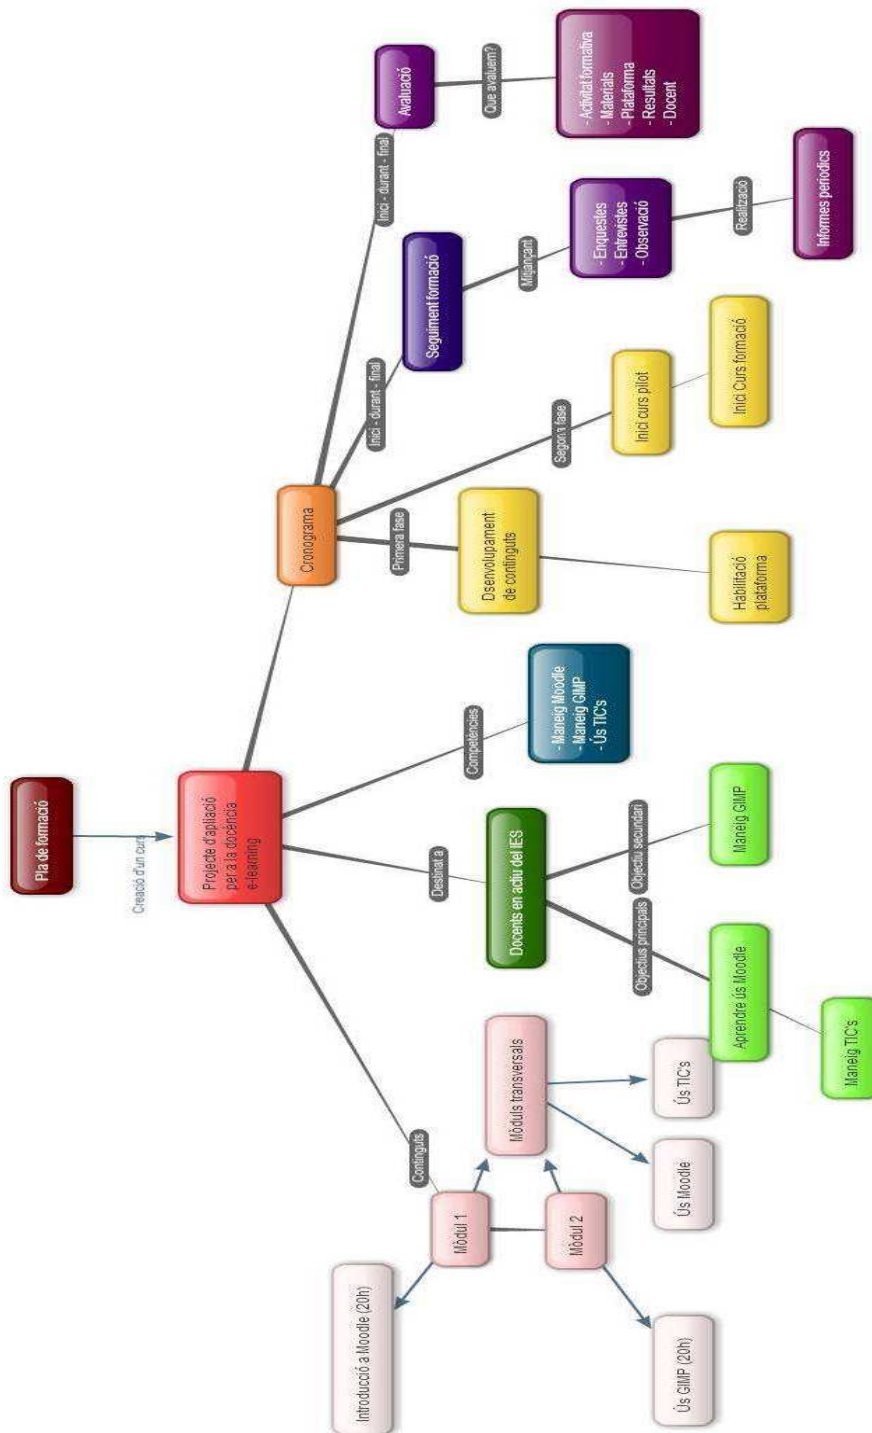 Pla de formació
Creació d'un curs
Projecte d'apliació
per a la docència
e-learning
Continguts
Mòdul 1
Introducció a Moodle (20h)
Mòdul 2
Ús GIMP (20h)
Mòduls transversals
Ús Moodle
Ús TIC's
Destinat a
Docents en actiu del IES
Objectius principals
Aprendre ús Moodle
Maneig TIC's
Objectiu secundari
Maneig GIMP
Competències
- Maneig Moodle
- Maneig GIMP
- Ús TIC's
Cronograma
Primera fase
Dsenvolupament
de continguts
Habilitació
plataforma
Segona fase
Inici curs pilot
Inici Curs formació
Inici - durant - final
Seguiment formació
Mitjançant
- Enquestes
- Entrevistes
- Observació
Realització
Informes periodics
Inici - durant - final
Avaluació
Que avaluem?
- Activitat formativa
- Materials
- Plataforma
- Resultats
- Docent